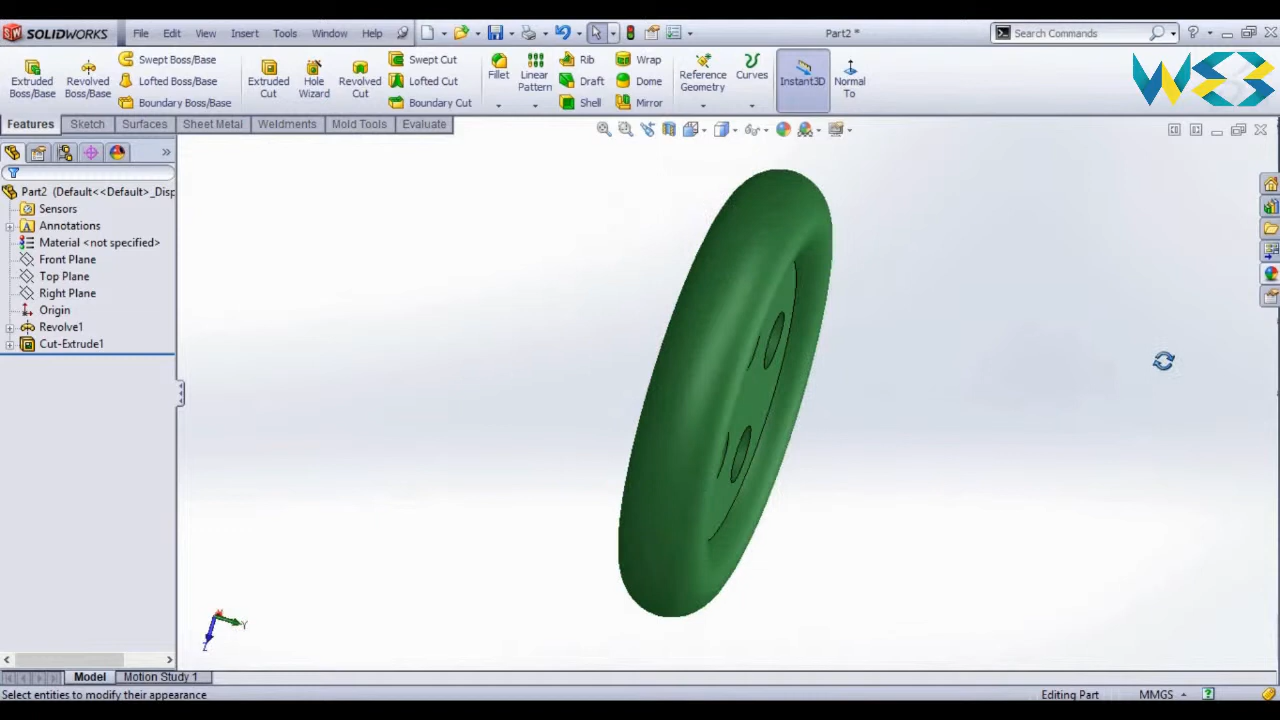 SOLIDWORKS File Edit View Insert Tools Window Help Part2 * Search Commands ?
Extruded Boss/Base Revolved Boss/Base Swept Boss/Base Lofted Boss/Base Boundary Boss/Base Extruded Cut Hole Wizard Revolved Cut Swept Cut Lofted Cut Boundary Cut Fillet Linear Pattern Rib Draft Shell Wrap Dome Mirror Reference Geometry Curves Instant3D Normal To
Features Sketch Surfaces Sheet Metal Weldments Mold Tools Evaluate
Part2 (Default<<Default>_Disp
Sensors
Annotations
Material <not specified>
Front Plane
Top Plane
Right Plane
Origin
Revolve1
Cut-Extrude1
Y
Z
Model Motion Study 1
Select entities to modify their appearance Editing Part MMGS ?